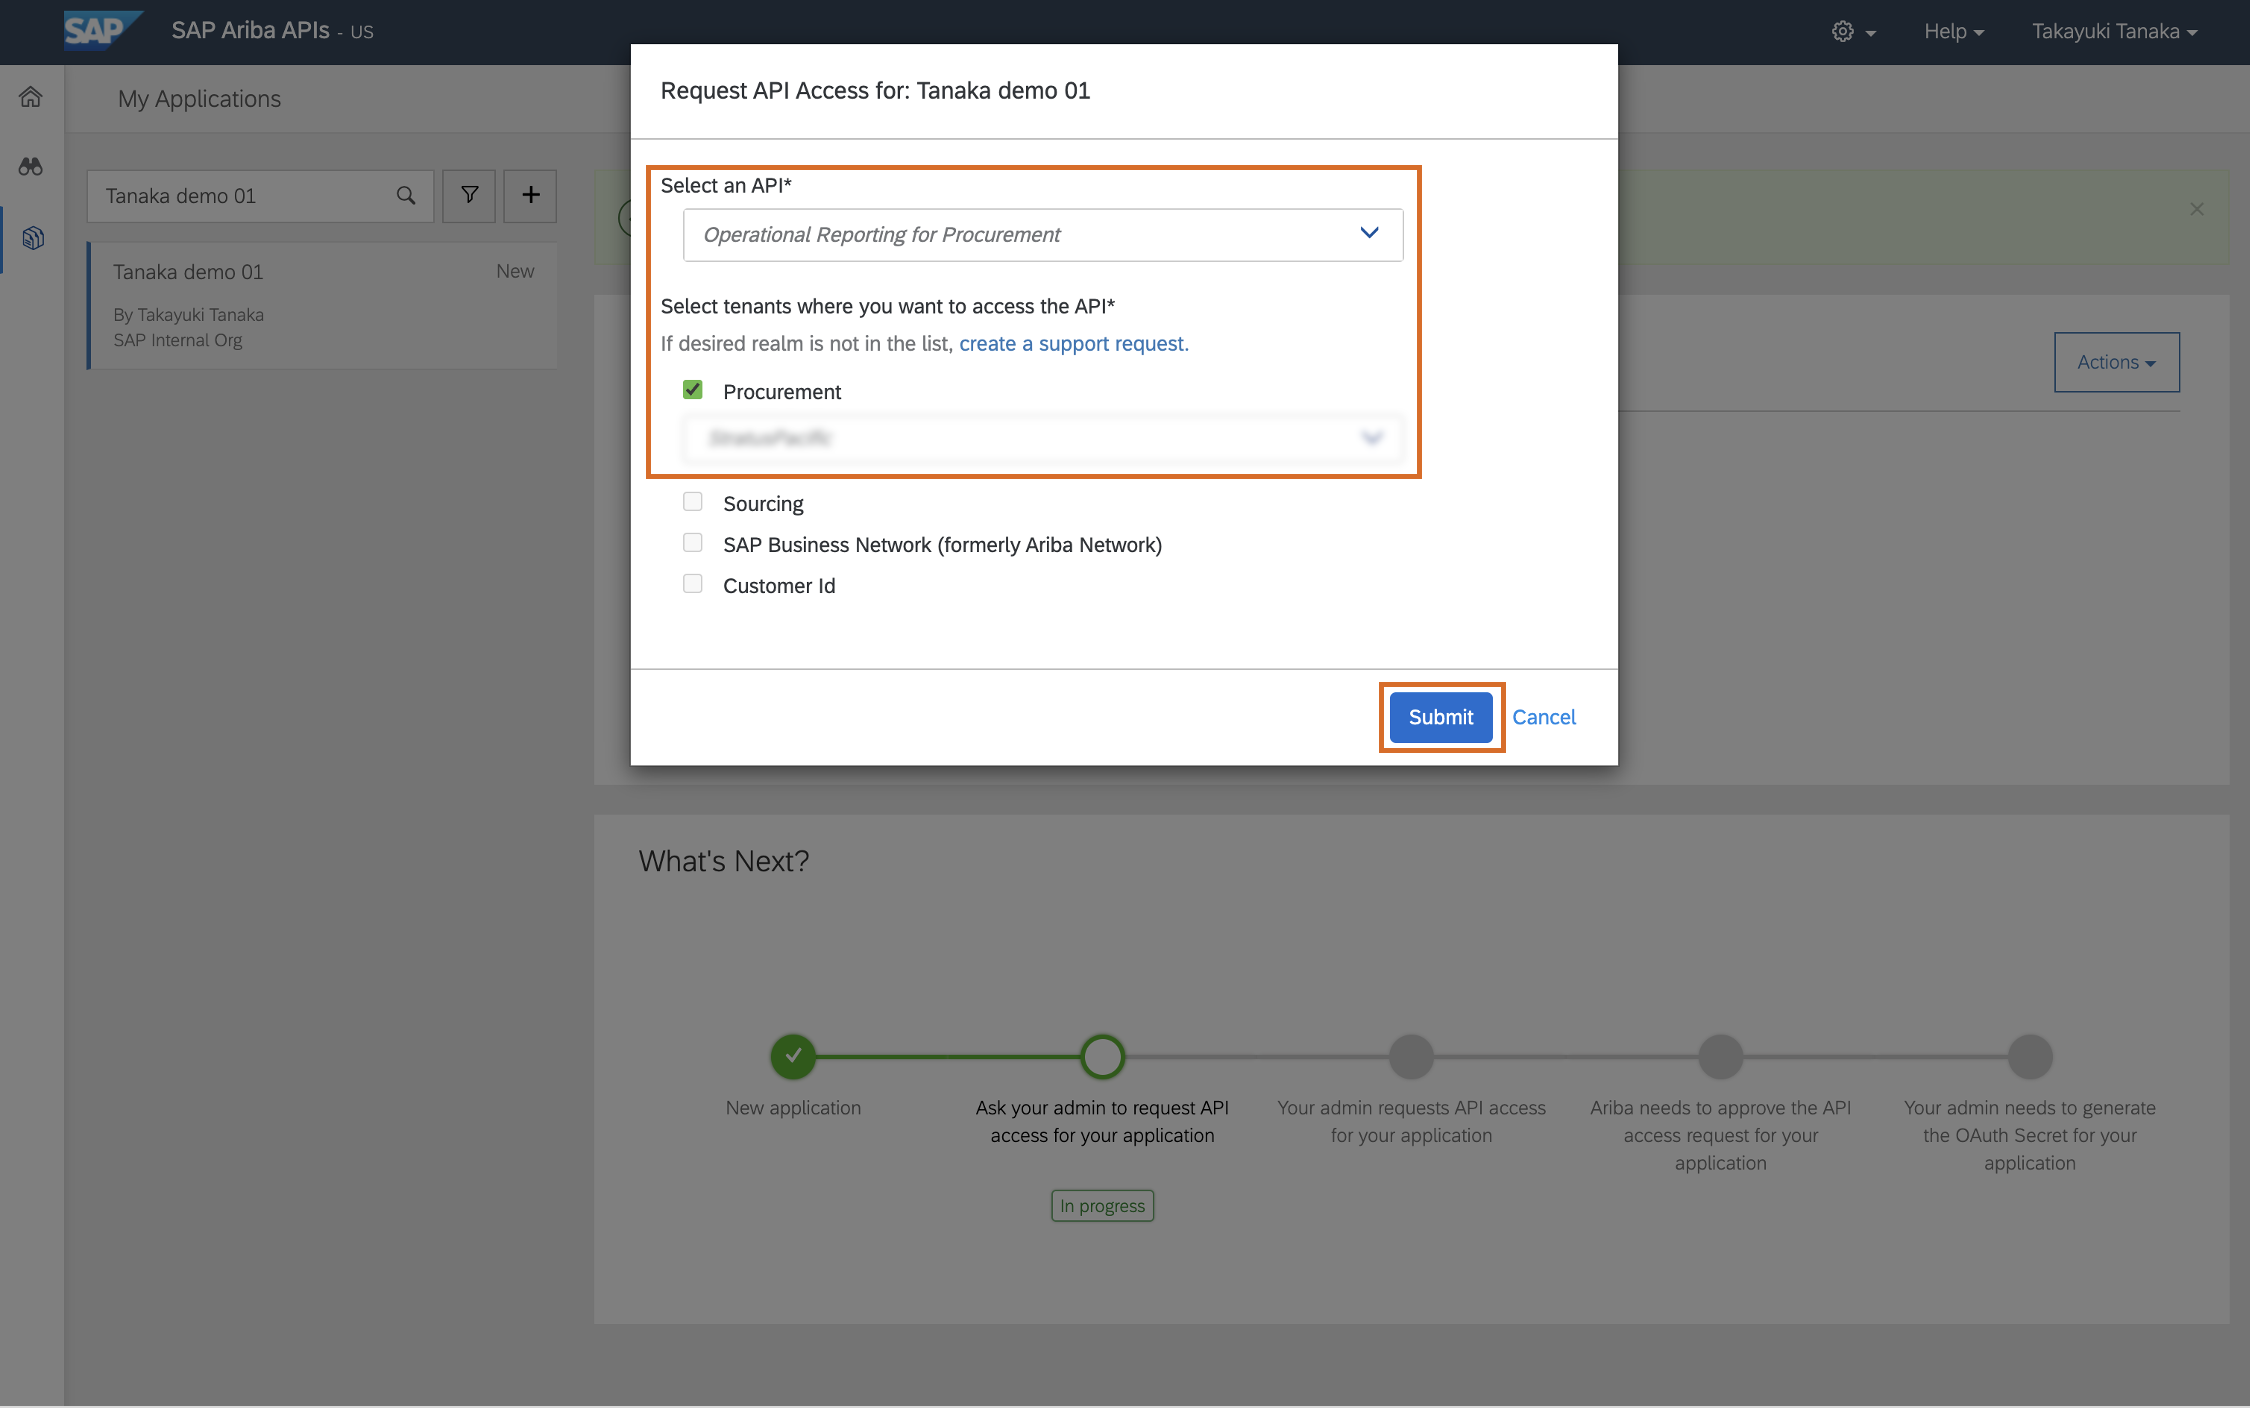 SAP
SAP Ariba APIs - US
Help
Takayuki Tanaka
My Applications
Tanaka demo 01
Tanaka demo 01
New
By Takayuki Tanaka
SAP Internal Org
Request API Access for: Tanaka demo 01
Select an API*
Operational Reporting for Procurement
Select tenants where you want to access the API*
If desired realm is not in the list, create a support request.
Procurement
Sourcing
SAP Business Network (formerly Ariba Network)
Customer Id
Submit
Cancel
Actions
What's Next?
New application
Ask your admin to request API
access for your application
In progress
Your admin requests API access
for your application
Ariba needs to approve the API
access request for your
application
Your admin needs to generate
the OAuth Secret for your
application